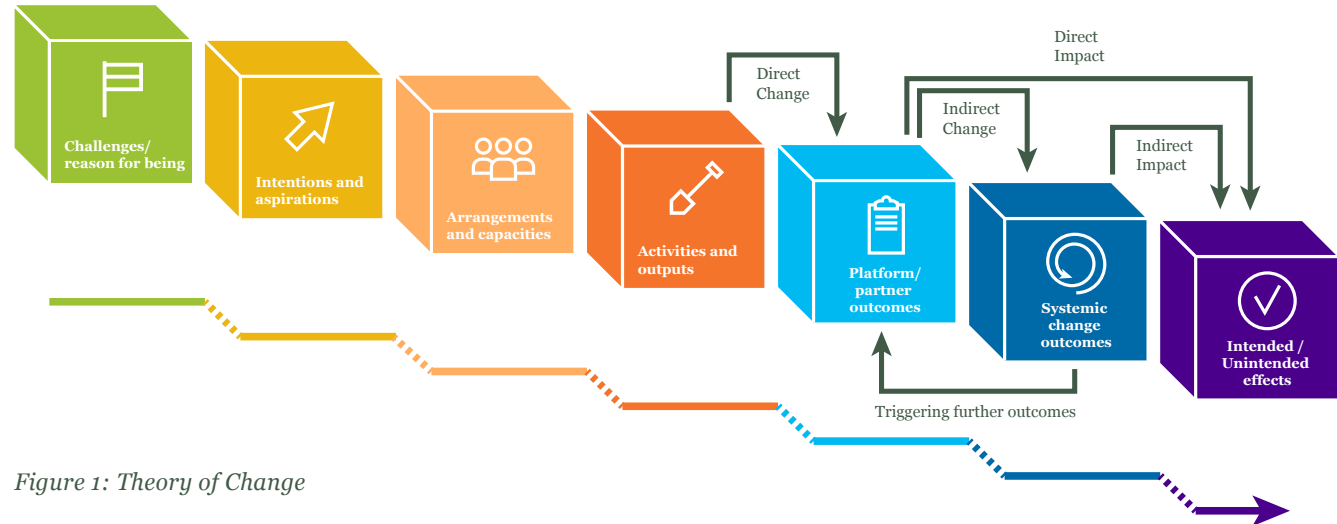 Challenges/
reason for being
Intentions and
aspirations
Arrangements
and capacities
Activities and
outputs
Direct
Change
Platform/
partner
outcomes
Indirect
Change
Direct
Impact
Systemic
change
outcomes
Indirect
Impact
Intended /
Unintended
effects
Triggering further outcomes
Figure 1: Theory of Change